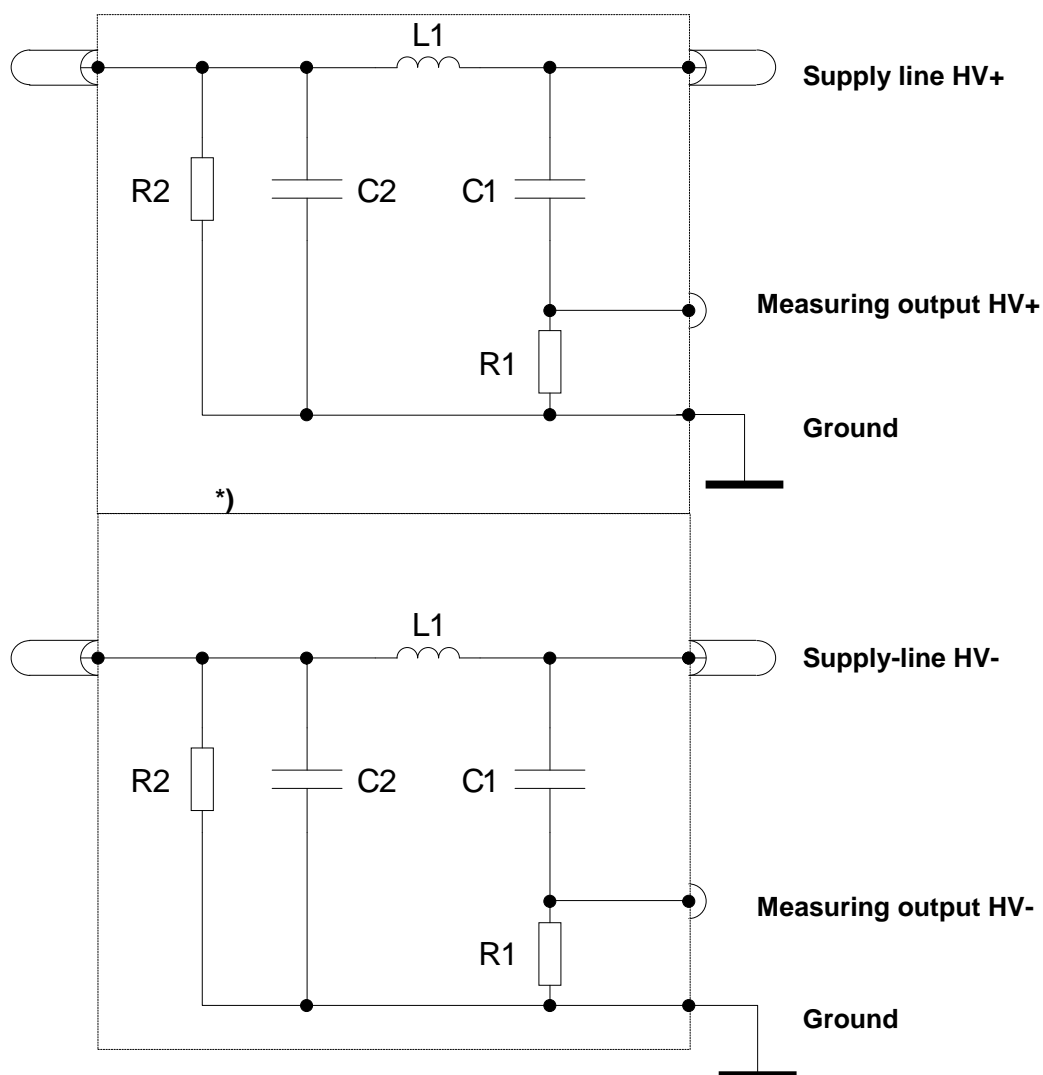 L1
Supply line HV+
R2
C2
C1
Measuring output HV+
R1
Ground
*)
L1
Supply-line HV-
R2
C2
C1
Measuring output HV-
R1
Ground